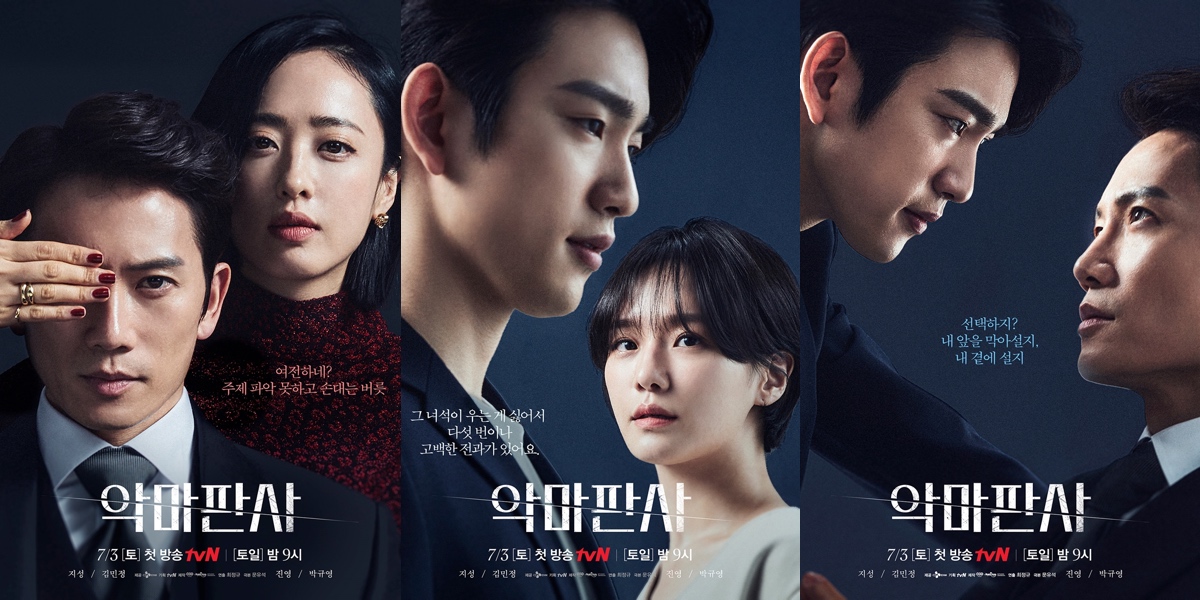 여전하네?
주제 파악 못하고 손대는 버릇
악마판사
7/3 [토] 첫 방송 tvN | [토일] 밤 9시
지성 / 김민정 진영 / 박규영
그 녀석이 우는 게 싫어서
다섯 번이나
고백한 전과가 있어요.
악마판사
7/3 [토] 첫 방송 tvN | [토일] 밤 9시
지성 / 김민정 진영 / 박규영
선택하지?
내 앞을 막아설지,
내 곁에 설지
악마판사
7/3 [토] 첫 방송 tvN | [토일] 밤 9시
지성 / 김민정 진영 / 박규영